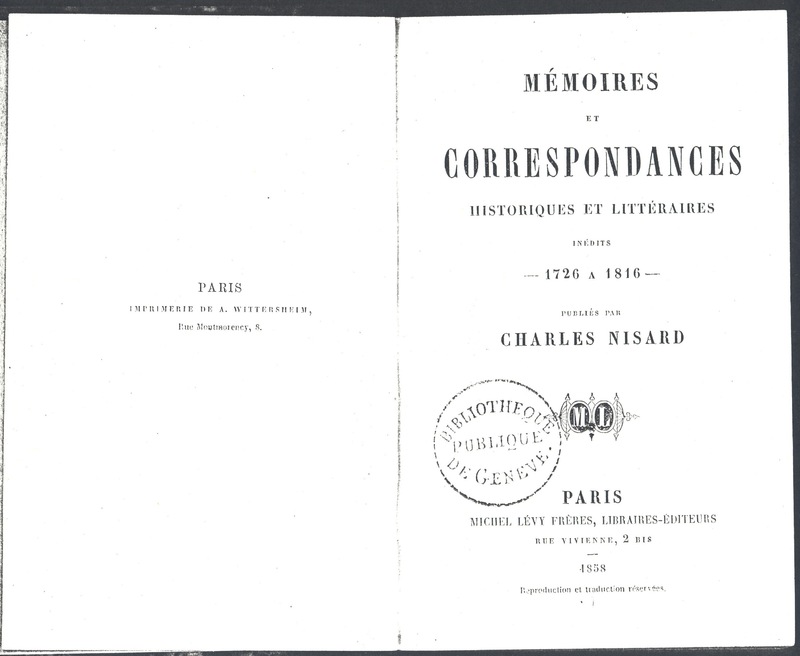 PARIS
IMPRIMERIE DE A. WITTERSHEIM,
Rue Montmorency, 8.
MÉMOIRES
ET
CORRESPONDANCES
HISTORIQUES ET LITTÉRAIRES
INÉDITS
— 1726 A 1816 —
PUBLIÉS PAR
CHARLES NISARD
BIBLIOTHEQUE
PUBLIQUE
DE GENEVE.
M L
PARIS
MICHEL LÉVY FRÈRES, LIBRAIRES-ÉDITEURS
RUE VIVIENNE, 2 BIS
—
1858
Reproduction et traduction réservées.